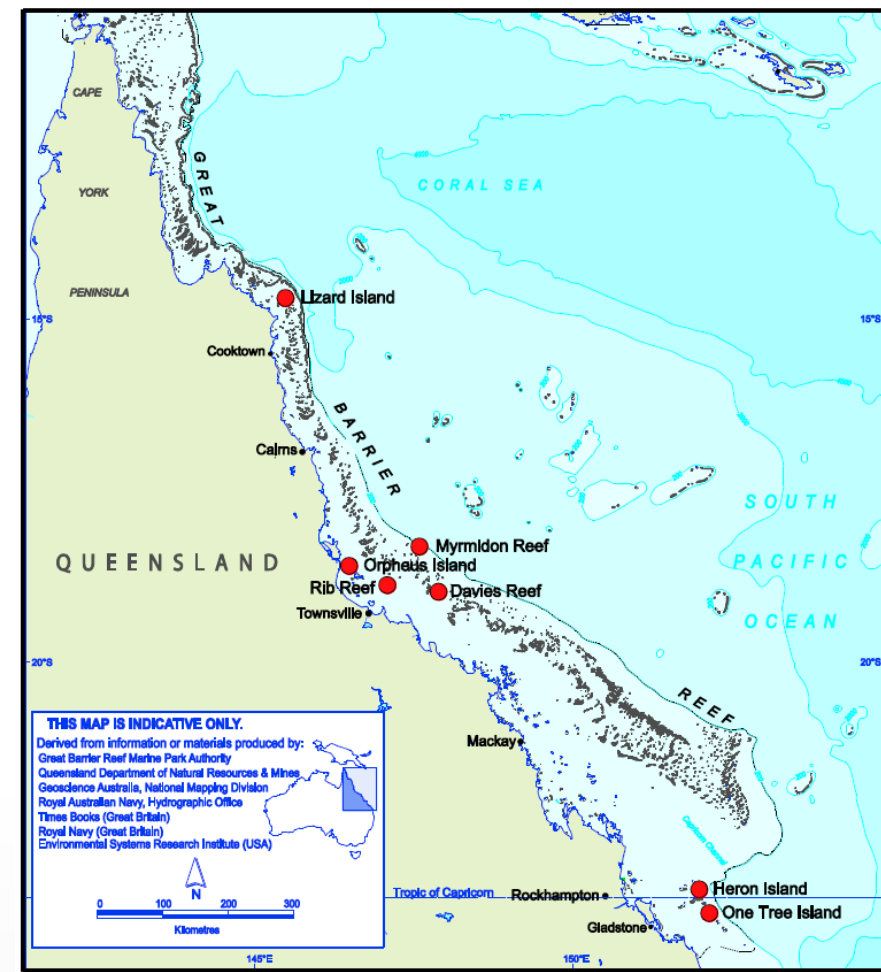 CAPE
YORK
PENINSULA
GREAT
CORAL SEA
Lizard Island
15°S
15°S
Cooktown
BARRIER
Cairns
SOUTH
PACIFIC
OCEAN
Myrmidon Reef
QUEENSLAND
Orpheus Island
Rib Reef
Davies Reef
Townsville
20°S
20°S
REEF
Mackay
THIS MAP IS INDICATIVE ONLY.
Derived from information or materials produced by:
Great Barrier Reef Marine Park Authority
Queensland Department of Natural Resources & Mines
Geoscience Australia, National Mapping Division
Royal Australian Navy, Hydrographic Office
Times Books (Great Britain)
Royal Navy (Great Britain)
Environmental Systems Research Institute (USA)
N
0 100 200 300
Kilometres
Capricorn Channel
Tropic of Capricorn
Rockhampton
Heron Island
One Tree Island
Gladstone
145°E
150°E